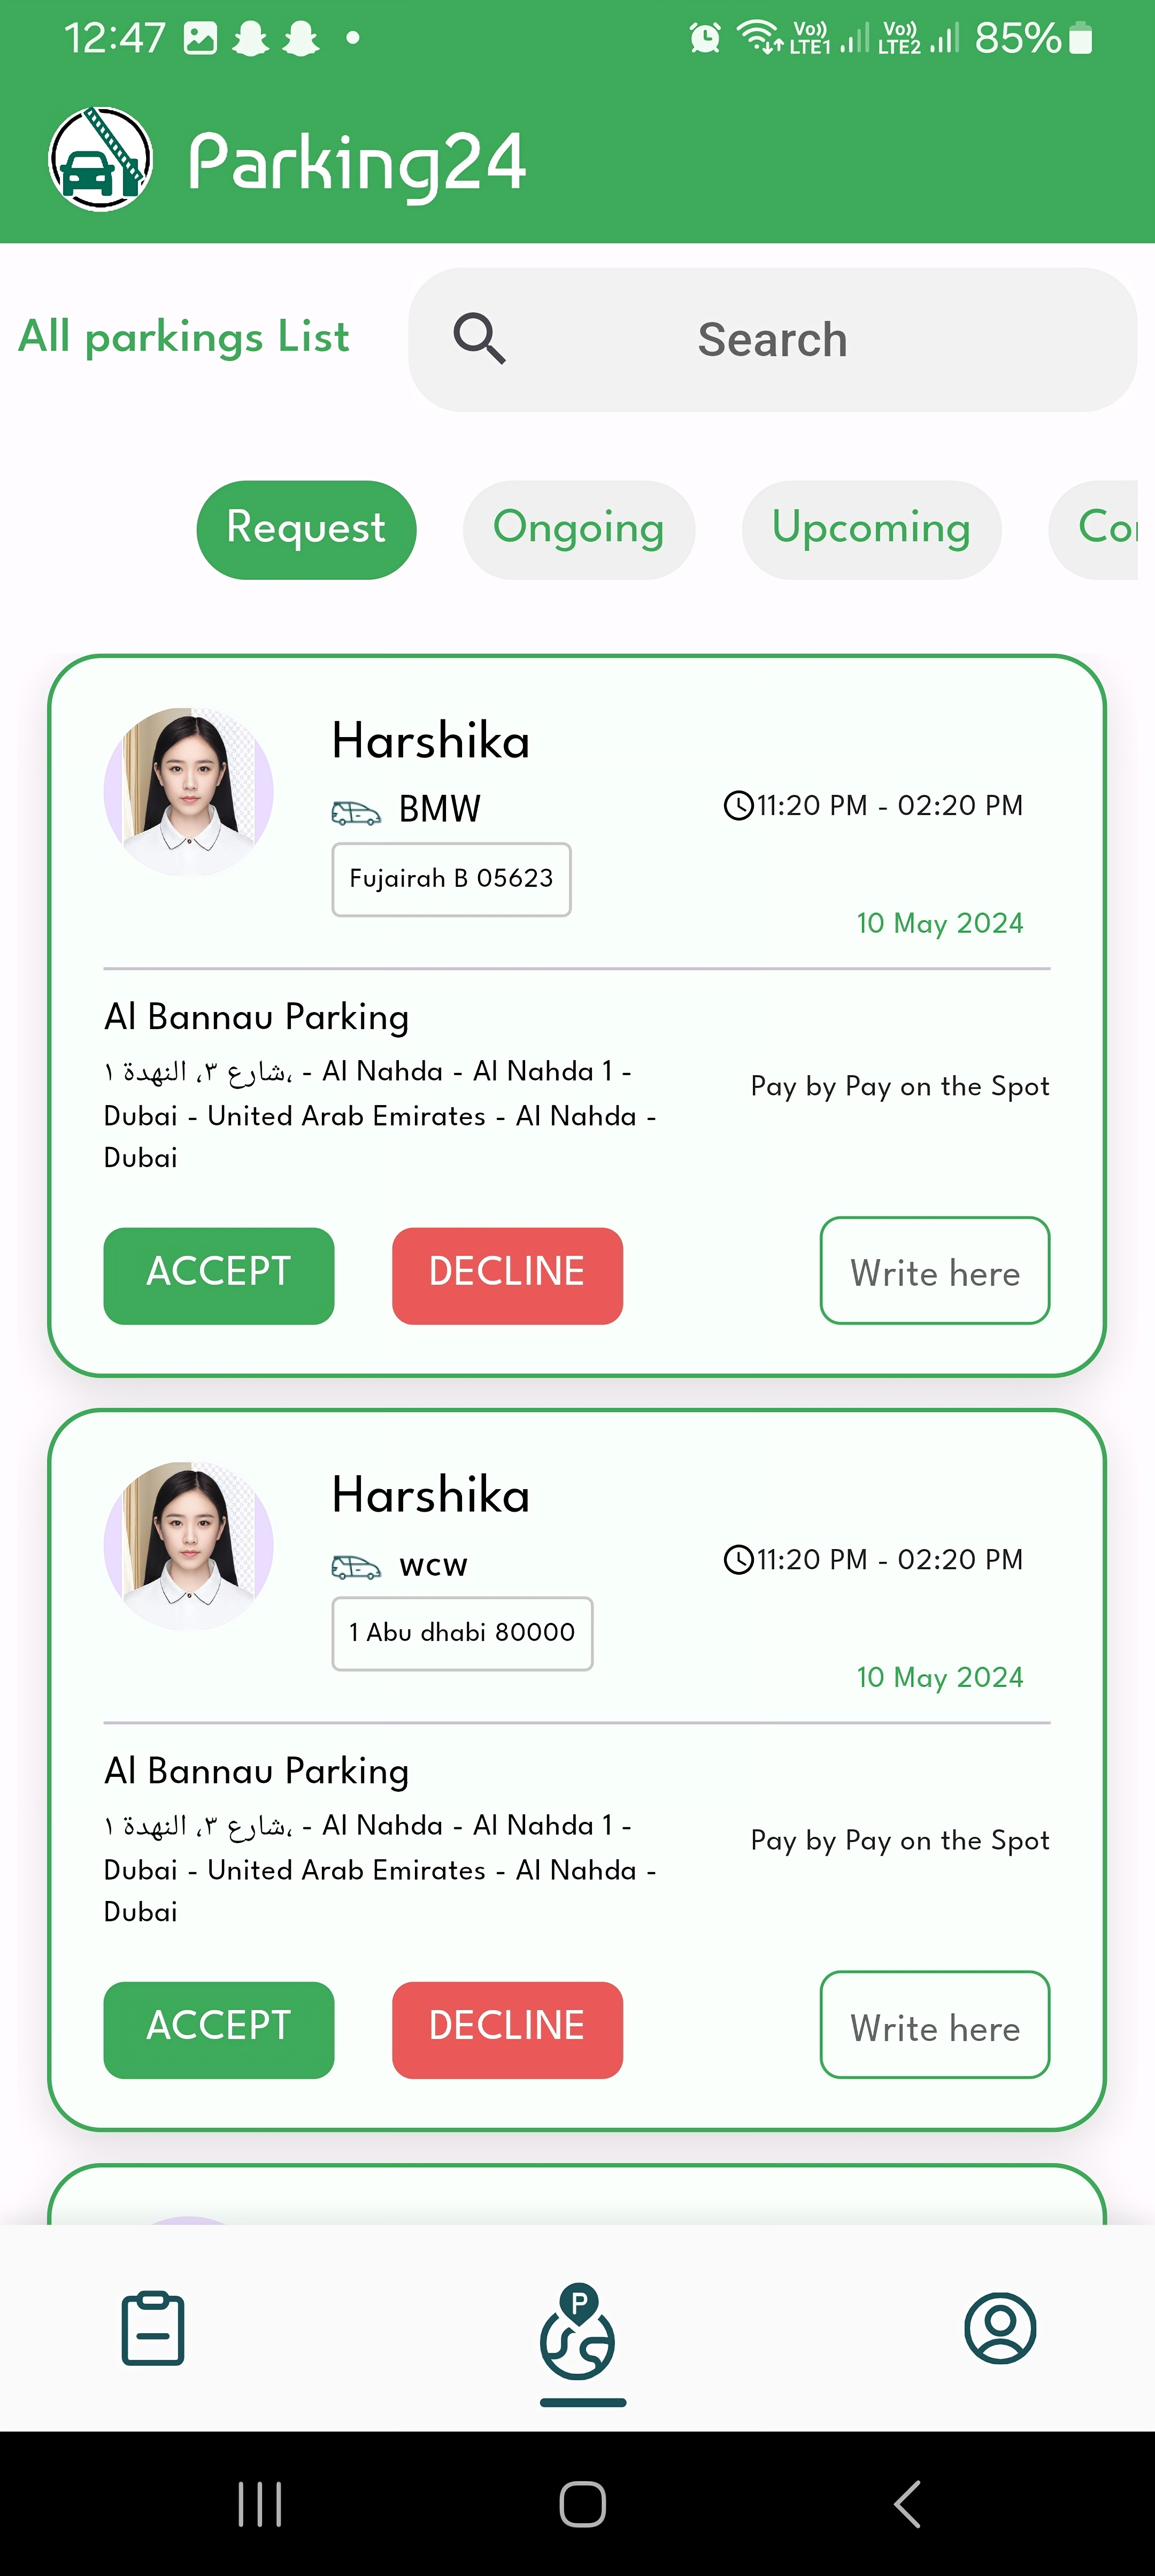 12:47
Vo)) LTE1 Vo)) LTE2 85%
Parking24
All parkings List
Search
Request Ongoing Upcoming
Harshika
BMW
11:20 PM - 02:20 PM
Fujairah B 05623
10 May 2024
Al Bannau Parking
شارع ٣، النهدة ١، - Al Nahda - Al Nahda 1 -
Dubai - United Arab Emirates - Al Nahda -
Dubai
Pay by Pay on the Spot
ACCEPT DECLINE Write here
Harshika
wcw
11:20 PM - 02:20 PM
1 Abu dhabi 80000
10 May 2024
Al Bannau Parking
شارع ٣، النهدة ١، - Al Nahda - Al Nahda 1 -
Dubai - United Arab Emirates - Al Nahda -
Dubai
Pay by Pay on the Spot
ACCEPT DECLINE Write here
P